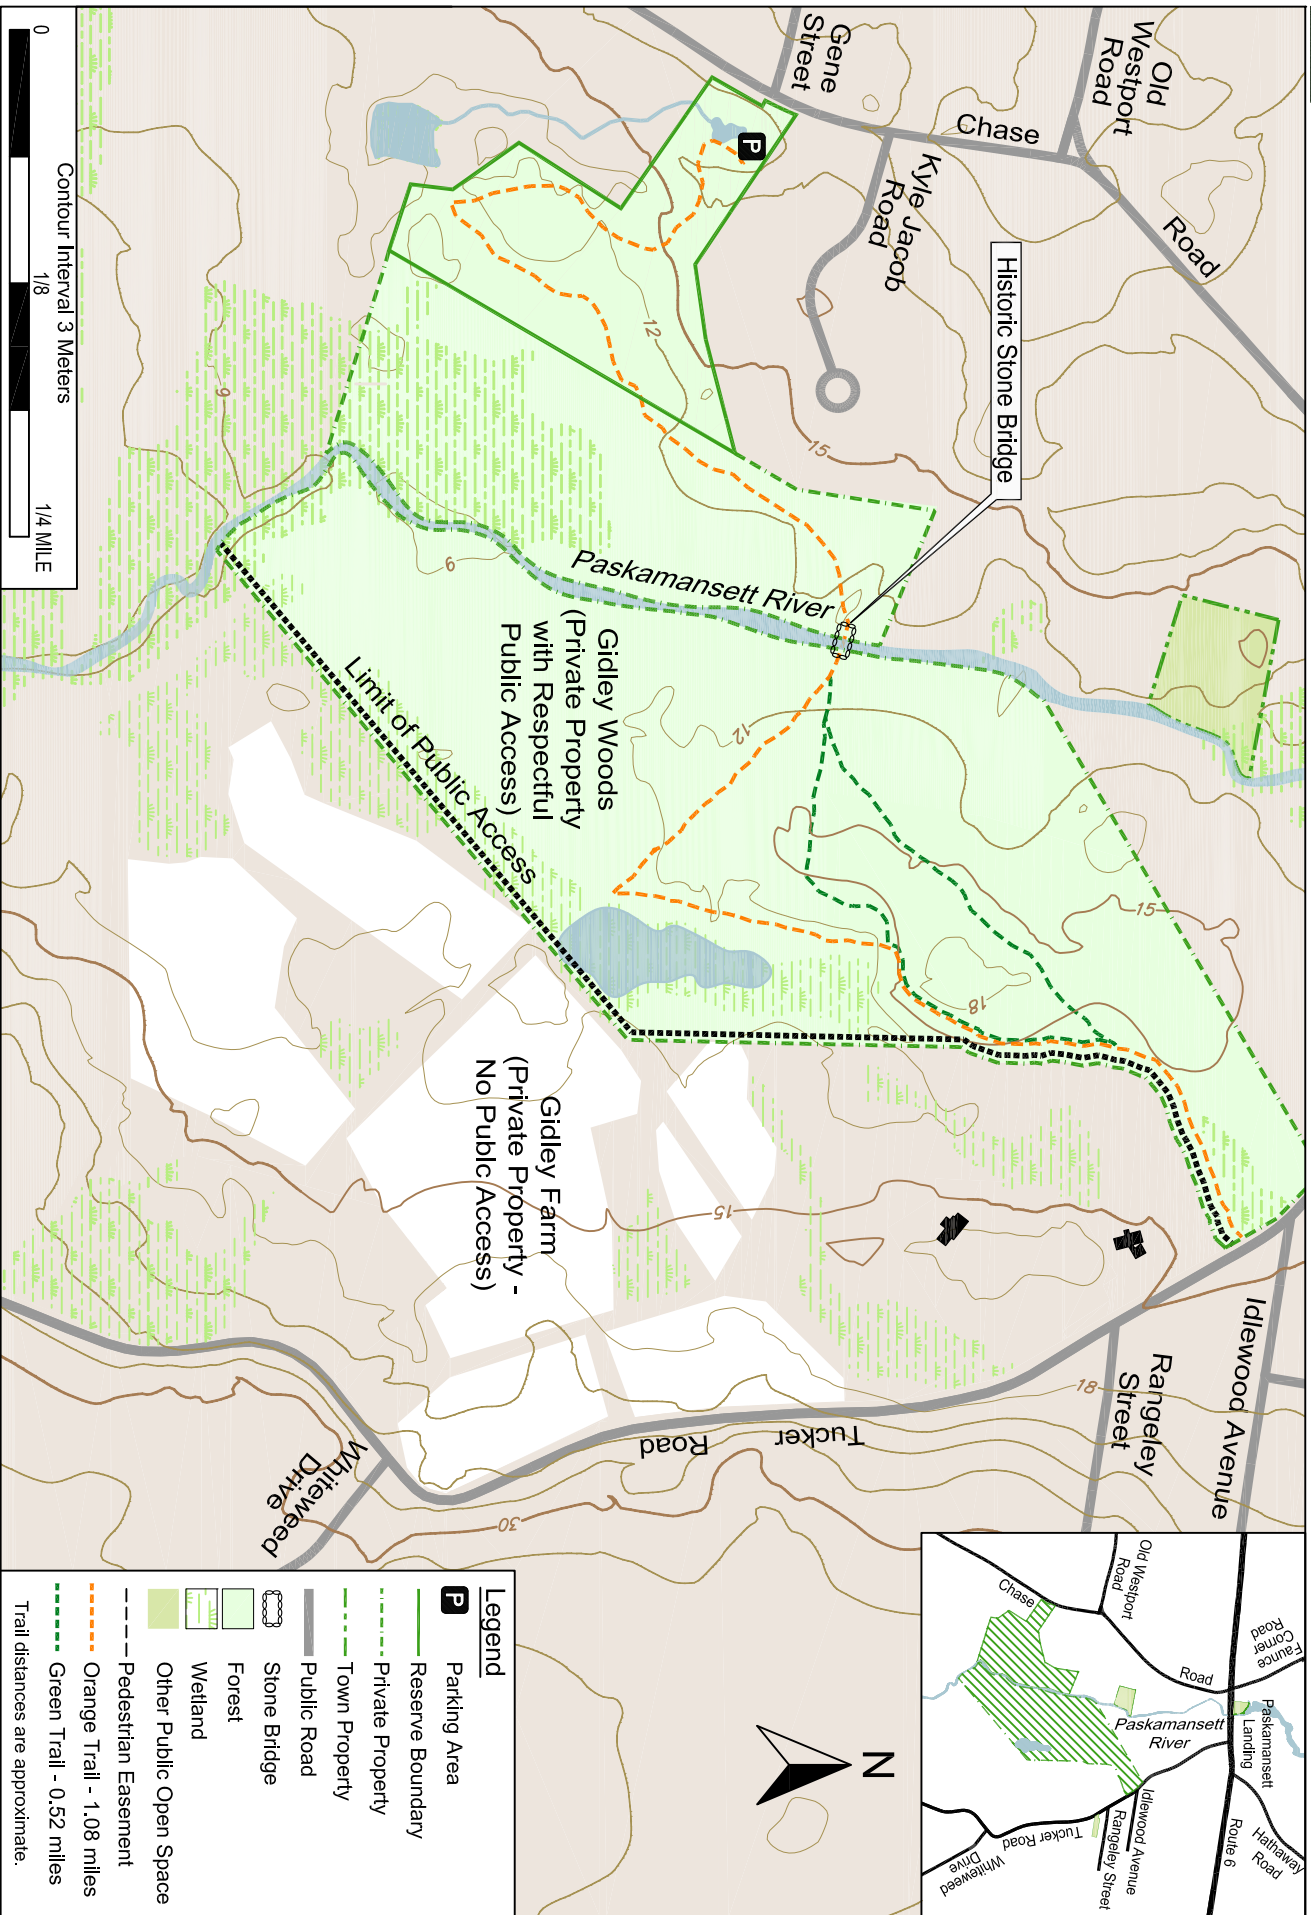 Old
Westport
Road
Gene
Street
Chase
Road
Kyle Jacob
Road
Historic Stone Bridge
P
12
15
9
9
Paskamansett River
Gidley Woods
(Private Property
with Respectful
Public Access)
12
15
18
Limit of Public Access
Gidley Farm
(Private Property -
No Publc Access)
15
Idlewood Avenue
Rangeley
Street
18
Tucker
Road
Whiteweed
Drive
30
0
1/8
1/4 MILE
Contour Interval 3 Meters
N
Old Westport
Road
Chase
Road
Faunce
Corner
Road
Paskamansett
Landing
Paskamansett
River
Hathaway
Road
Route 6
Idlewood Avenue
Rangeley Street
Tucker Road
Whiteweed
Drive
Legend
P
Parking Area
Reserve Boundary
Private Property
Town Property
Public Road
Stone Bridge
Forest
Wetland
Other Public Open Space
Pedestrian Easement
Orange Trail - 1.08 miles
Green Trail - 0.52 miles
Trail distances are approximate.